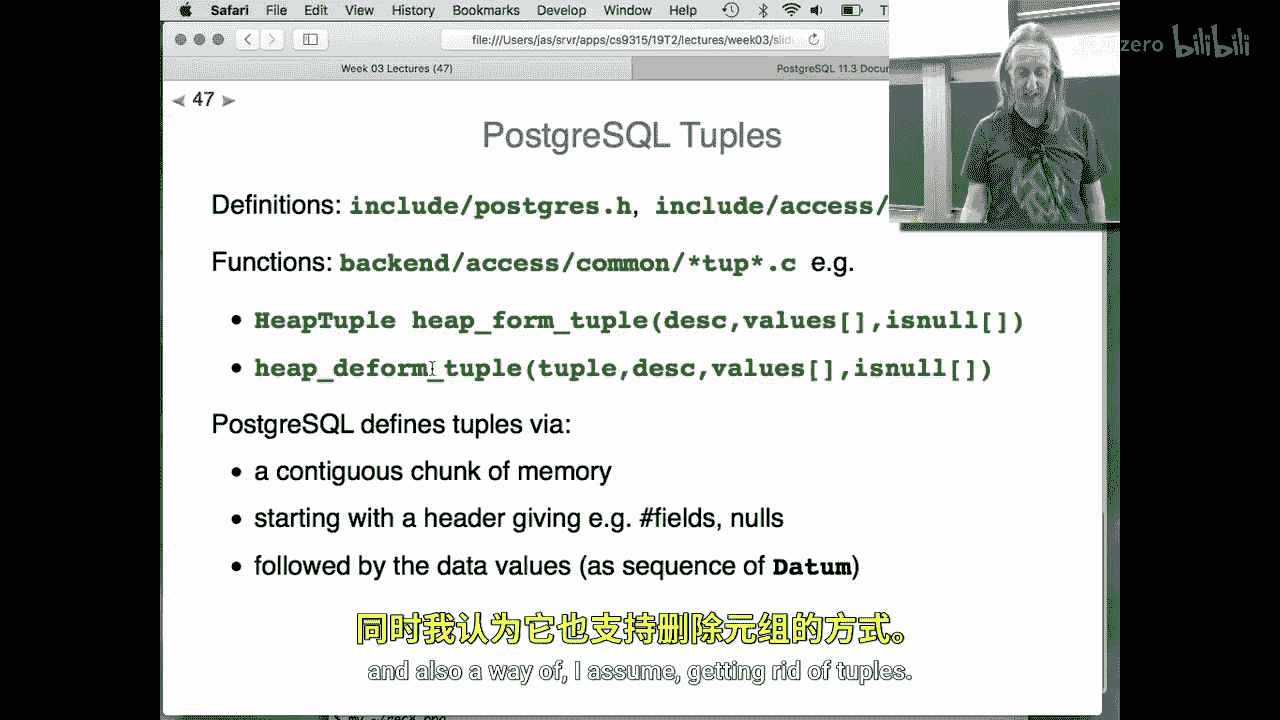 Safari File Edit View History Bookmarks Develop Window Help
file:///Users/jas/srvr/apps/cs9315/19T2/lectures/week03/slid
zero bilibili
Week 03 Lectures (47)
PostgreSQL 11.3 Docu
47
PostgreSQL Tuples
Definitions: include/postgres.h, include/access/
Functions: backend/access/common/*tup*.c e.g.
• HeapTuple heap_form_tuple(desc,values[],isnull[])
• heap_deform_tuple(tuple,desc,values[],isnull[])
PostgreSQL defines tuples via:
• a contiguous chunk of memory
• starting with a header giving e.g. #fields, nulls
• followed by the data values (as sequence of Datum)
同时我认为它也支持删除元组的方式。
and also a way of, I assume, getting rid of tuples.